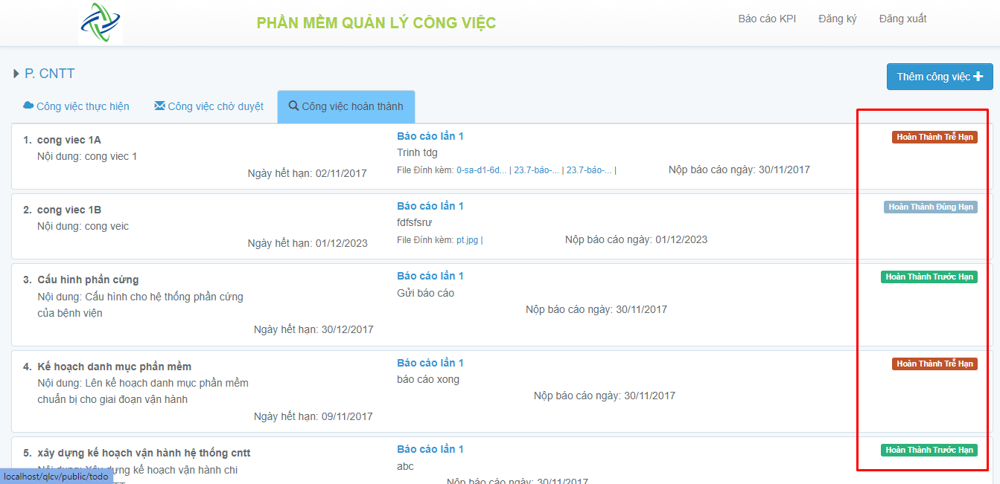 PHẦN MỀM QUẢN LÝ CÔNG VIỆC
Báo cáo KPI
Đăng ký
Đăng xuất
P. CNTT
Thêm công việc
Công việc thực hiện
Công việc chờ duyệt
Công việc hoàn thành
1. cong viec 1A
Nội dung: cong viec 1
Ngày hết hạn: 02/11/2017
Báo cáo lần 1
Trinh tdg
File Đính kèm: 0-sa-d1-6d... | 23.7-báo-... | 23.7-báo-... |
Nộp báo cáo ngày: 30/11/2017
Hoàn Thành Trễ Hạn
2. cong viec 1B
Nội dung: cong veic
Ngày hết hạn: 01/12/2023
Báo cáo lần 1
fdfsfsrư
File Đính kèm: pt.jpg |
Nộp báo cáo ngày: 01/12/2023
Hoàn Thành Đúng Hạn
3. Cấu hình phần cứng
Nội dung: Cấu hình cho hệ thống phần cứng
của bệnh viện
Ngày hết hạn: 30/12/2017
Báo cáo lần 1
Gửi báo cáo
Nộp báo cáo ngày: 30/11/2017
Hoàn Thành Trước Hạn
4. Kế hoạch danh mục phần mềm
Nội dung: Lên kế hoạch danh mục phần mềm
chuẩn bị cho giai đoạn vận hành
Ngày hết hạn: 09/11/2017
Báo cáo lần 1
báo cáo xong
Nộp báo cáo ngày: 30/11/2017
Hoàn Thành Trễ Hạn
5. xây dựng kế hoạch vận hành hệ thống cntt
Nội dung: Xây dựng kế hoạch vận hành chi
Báo cáo lần 1
abc
Nộp báo cáo ngày: 30/11/2017
Hoàn Thành Trước Hạn
localhost/qlcv/public/todo